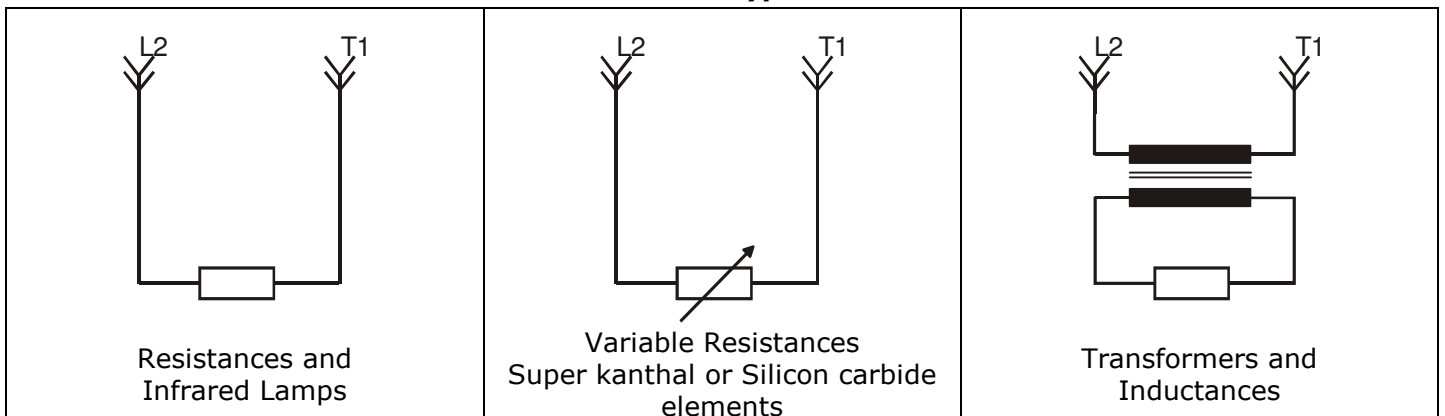 L2 T1
Resistances and
Infrared Lamps
L2 T1
Variable Resistances
Super kanthal or Silicon carbide
elements
L2 T1
Transformers and
Inductances